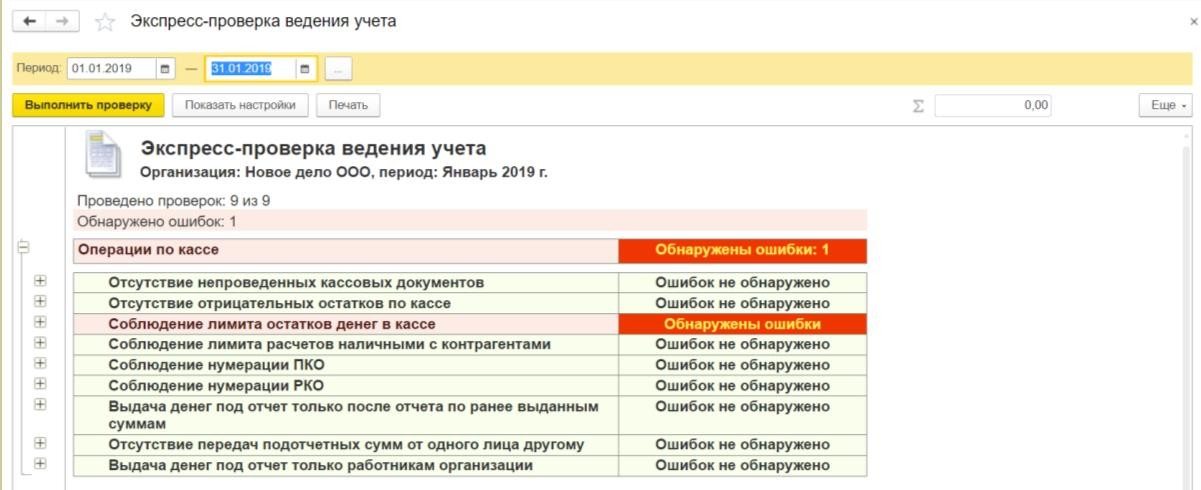 Экспресс-проверка ведения учета
Период: 01.01.2019 — 31.01.2019 ...
Выполнить проверку Показать настройки Печать Σ 0,00 Еще
Экспресс-проверка ведения учета
Организация: Новое дело ООО, период: Январь 2019 г.
Проведено проверок: 9 из 9
Обнаружено ошибок: 1
Операции по кассе Обнаружены ошибки: 1
Отсутствие непроведенных кассовых документов Ошибок не обнаружено
Отсутствие отрицательных остатков по кассе Ошибок не обнаружено
Соблюдение лимита остатков денег в кассе Обнаружены ошибки
Соблюдение лимита расчетов наличными с контрагентами Ошибок не обнаружено
Соблюдение нумерации ПКО Ошибок не обнаружено
Соблюдение нумерации РКО Ошибок не обнаружено
Выдача денег под отчет только после отчета по ранее выданным Ошибок не обнаружено
суммам
Отсутствие передач подотчетных сумм от одного лица другому Ошибок не обнаружено
Выдача денег под отчет только работникам организации Ошибок не обнаружено